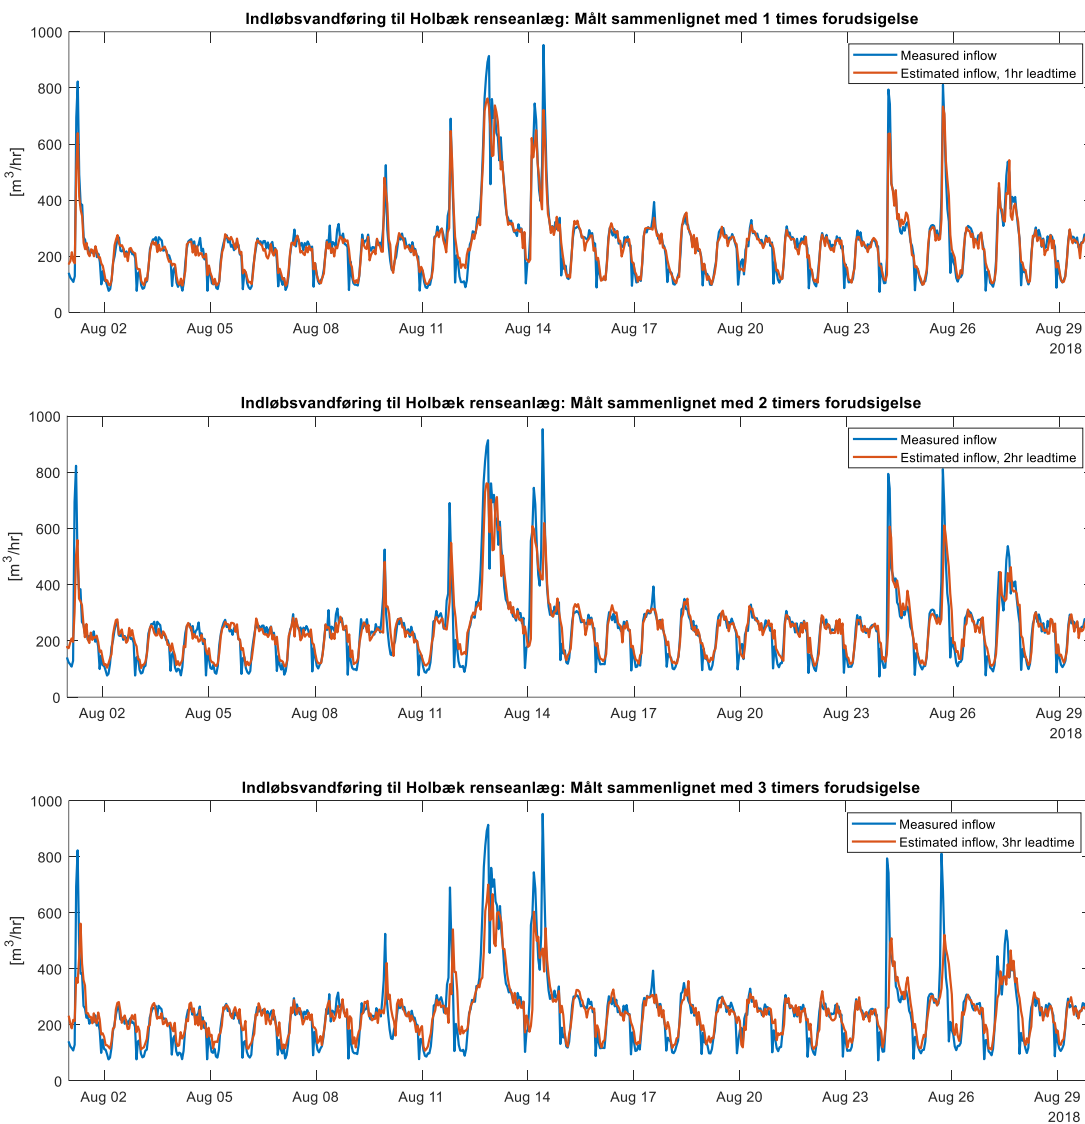 Indløbsvandføring til Holbæk renseanlæg: Målt sammenlignet med 1 times forudsigelse
1000
800
600
400
200
0
[m³/hr]
Measured inflow
Estimated inflow, 1hr leadtime
Aug 02 Aug 05 Aug 08 Aug 11 Aug 14 Aug 17 Aug 20 Aug 23 Aug 26 Aug 29
2018
Indløbsvandføring til Holbæk renseanlæg: Målt sammenlignet med 2 timers forudsigelse
1000
800
600
400
200
0
[m³/hr]
Measured inflow
Estimated inflow, 2hr leadtime
Aug 02 Aug 05 Aug 08 Aug 11 Aug 14 Aug 17 Aug 20 Aug 23 Aug 26 Aug 29
2018
Indløbsvandføring til Holbæk renseanlæg: Målt sammenlignet med 3 timers forudsigelse
1000
800
600
400
200
0
[m³/hr]
Measured inflow
Estimated inflow, 3hr leadtime
Aug 02 Aug 05 Aug 08 Aug 11 Aug 14 Aug 17 Aug 20 Aug 23 Aug 26 Aug 29
2018